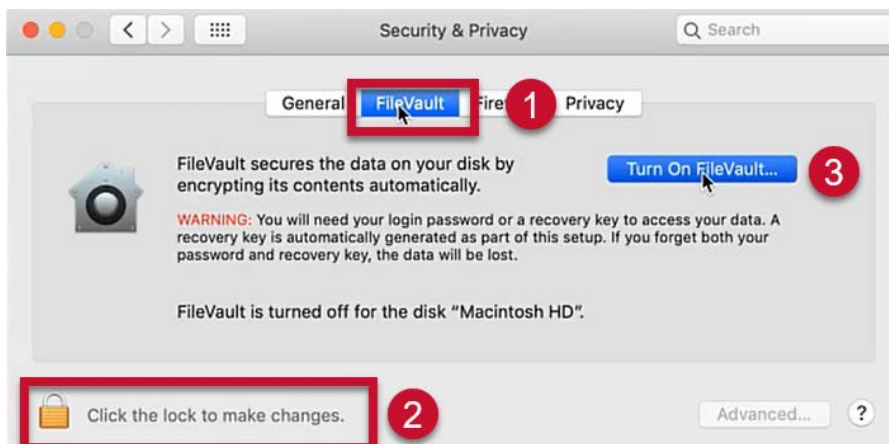 Security & Privacy
Search
General FileVault Fire 1 Privacy
FileVault secures the data on your disk by
encrypting its contents automatically.
Turn On FileVault...
3
WARNING: You will need your login password or a recovery key to access your data. A
recovery key is automatically generated as part of this setup. If you forget both your
password and recovery key, the data will be lost.
FileVault is turned off for the disk “Macintosh HD”.
Click the lock to make changes.
2
Advanced...
?